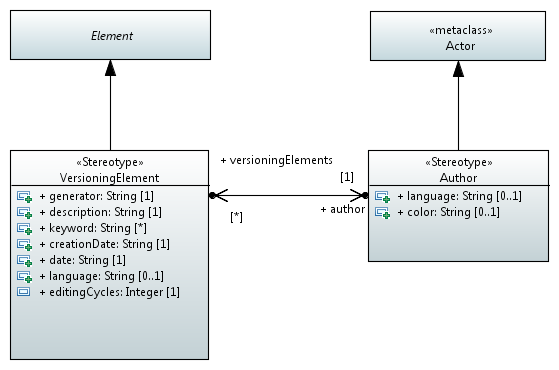 Element
«metaclass»
Actor
«Stereotype»
VersioningElement
+ generator: String [1]
+ description: String [1]
+ keyword: String [*]
+ creationDate: String [1]
+ date: String [1]
+ language: String [0..1]
+ editingCycles: Integer [1]
+ versioningElements
[1]
+ author
[*]
«Stereotype»
Author
+ language: String [0..1]
+ color: String [0..1]